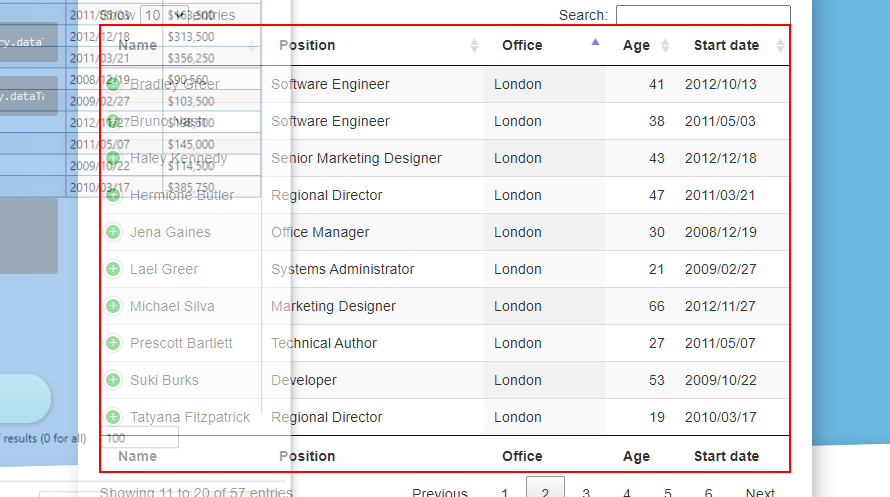 Show 10 entries
Search:
2011/05/03 $163,500
2012/12/18 $313,500
2011/03/21 $356,250
2008/12/19 $90,560
2009/02/27 $103,500
2012/11/27 $198,500
2011/05/07 $145,000
2009/10/22 $114,500
2010/03/17 $385,750
ry.dataT
y.dataTa
Name Position Office Age Start date
Bradley Greer Software Engineer London 41 2012/10/13
Bruno Nash Software Engineer London 38 2011/05/03
Haley Kennedy Senior Marketing Designer London 43 2012/12/18
Hermione Butler Regional Director London 47 2011/03/21
Jena Gaines Office Manager London 30 2008/12/19
Lael Greer Systems Administrator London 21 2009/02/27
Michael Silva Marketing Designer London 66 2012/11/27
Prescott Bartlett Technical Author London 27 2011/05/07
Suki Burks Developer London 53 2009/10/22
Tatyana Fitzpatrick Regional Director London 19 2010/03/17
results (0 for all) 100
Name Position Office Age Start date
Showing 11 to 20 of 57 entries
Previous 1 2 3 4 5 6 Next